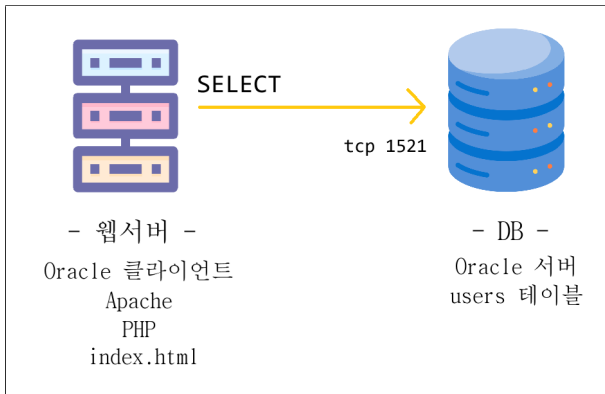 SELECT
tcp 1521
- 웹서버 -
Oracle 클라이언트
Apache
PHP
index.html
- DB -
Oracle 서버
users 테이블